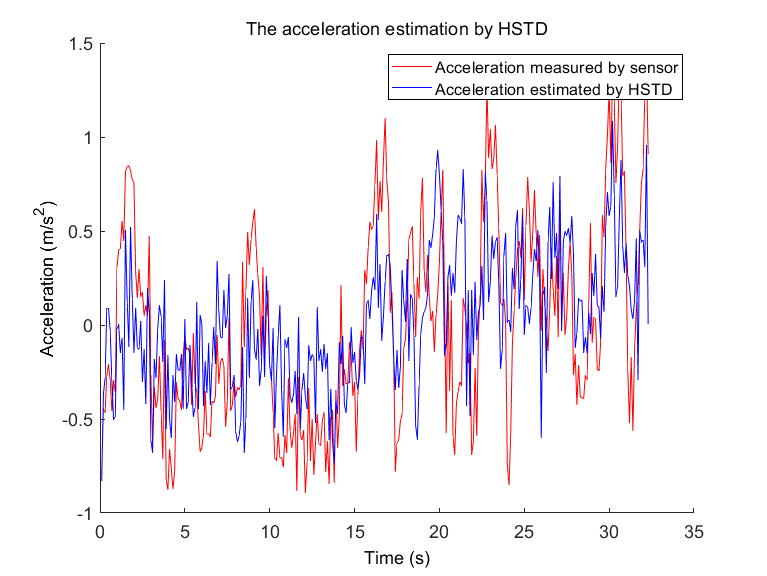 The acceleration estimation by HSTD
1.5
Acceleration measured by sensor
Acceleration estimated by HSTD
1
0.5
Acceleration (m/s²)
0
-0.5
-1
0 5 10 15 20 25 30 35
Time (s)